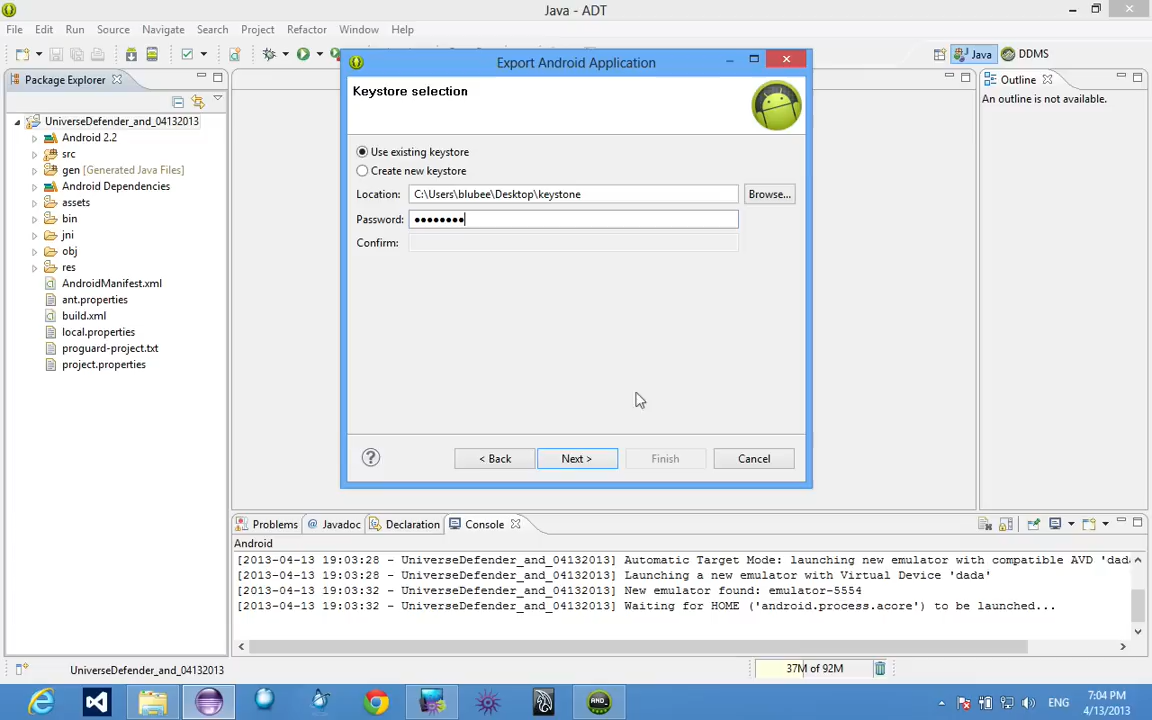 Java - ADT
File Edit Run Source Navigate Search Project Refactor Window Help
Java DDMS
Package Explorer
UniverseDefender_and_04132013
Android 2.2
src
gen [Generated Java Files]
Android Dependencies
assets
bin
jni
obj
res
AndroidManifest.xml
ant.properties
build.xml
local.properties
proguard-project.txt
project.properties
Export Android Application
Keystore selection
Use existing keystore
Create new keystore
Location: C:\Users\blubee\Desktop\keystone Browse...
Password: ●●●●●●●●
Confirm:
< Back Next > Finish Cancel
Outline
An outline is not available.
Problems @ Javadoc Declaration Console
Android
[2013-04-13 19:03:28 - UniverseDefender_and_04132013] Automatic Target Mode: launching new emulator with compatible AVD 'dada
[2013-04-13 19:03:28 - UniverseDefender_and_04132013] Launching a new emulator with Virtual Device 'dada'
[2013-04-13 19:03:32 - UniverseDefender_and_04132013] New emulator found: emulator-5554
[2013-04-13 19:03:32 - UniverseDefender_and_04132013] Waiting for HOME ('android.process.acore') to be launched...
UniverseDefender_and_04132013
37M of 92M
AND
ENG
7:04 PM
4/13/2013